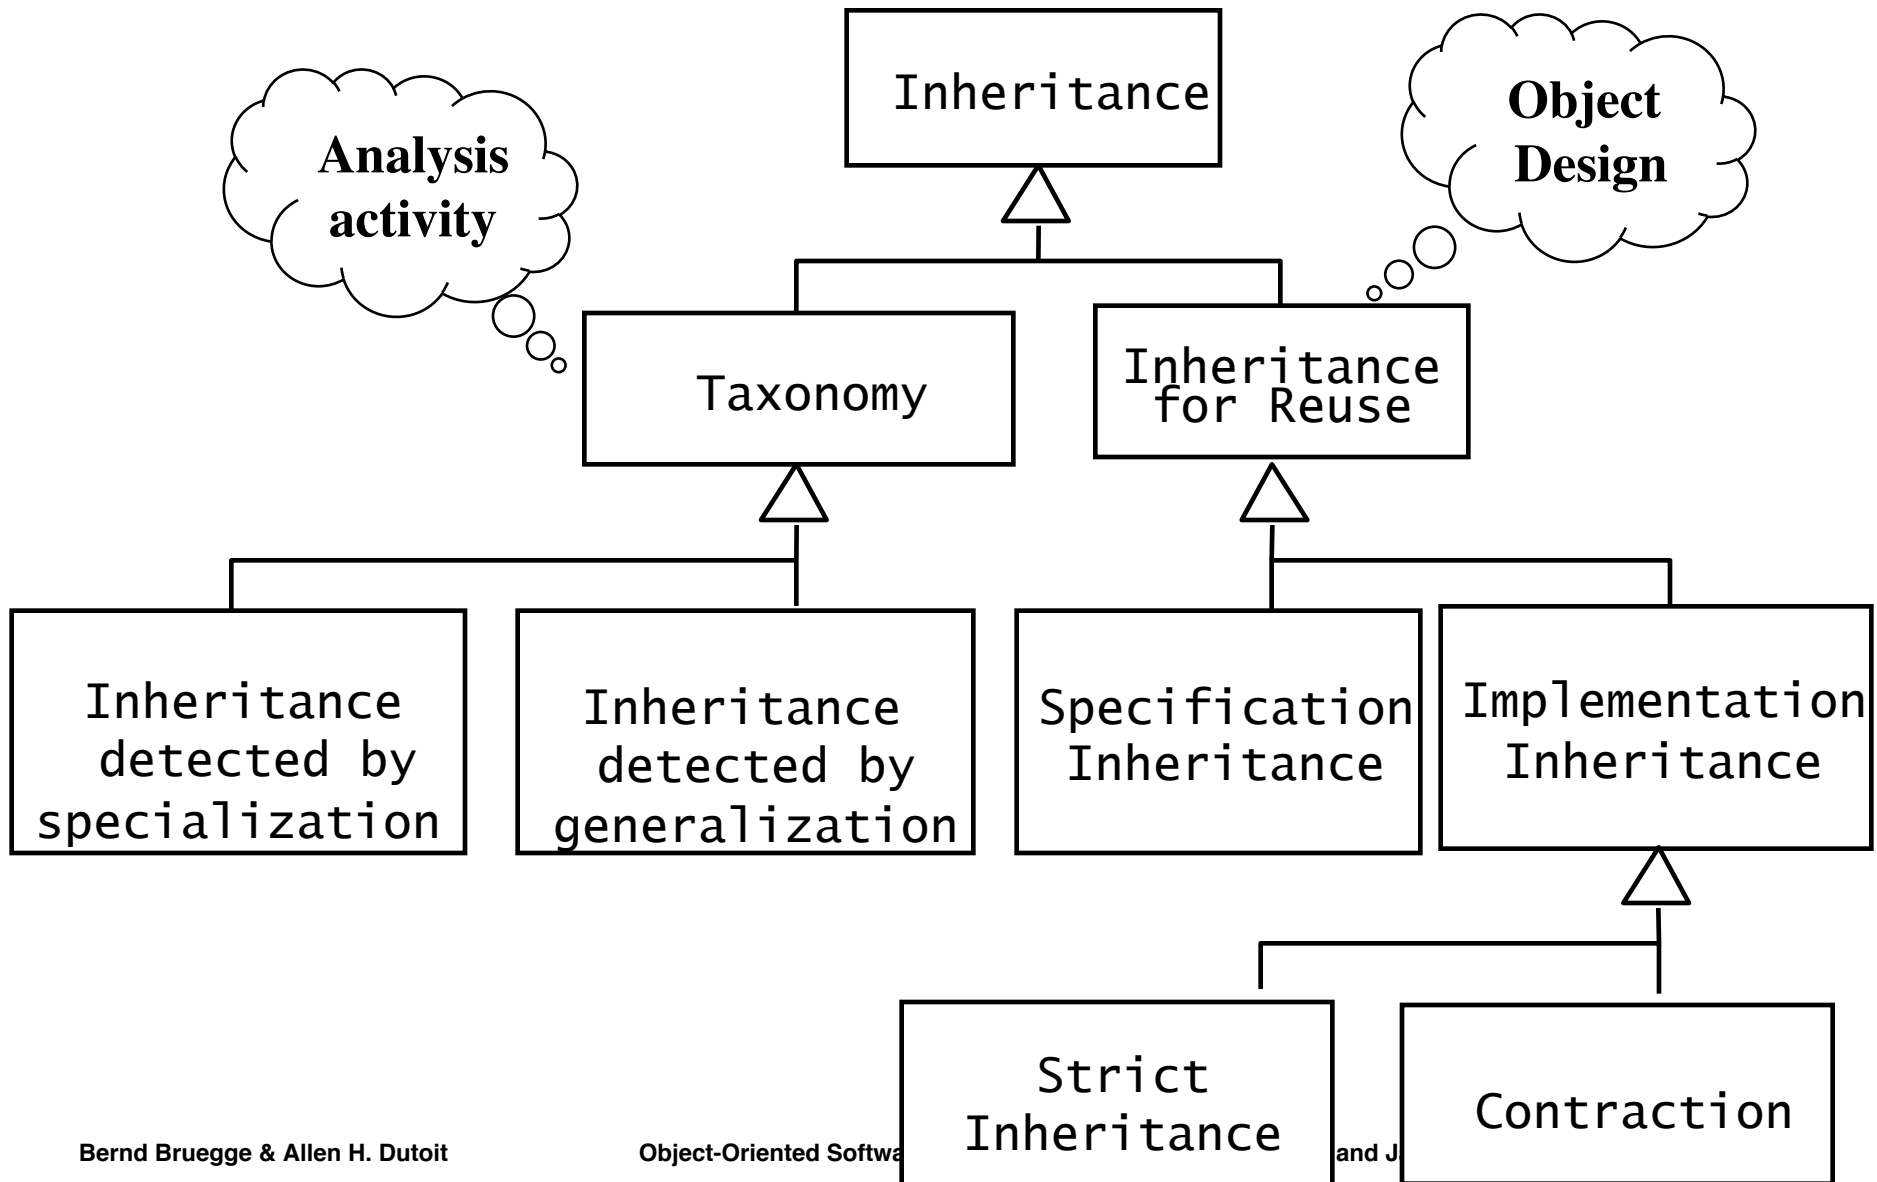 Inheritance
Analysis
activity
Object
Design
Taxonomy
Inheritance
for Reuse
Inheritance
detected by
specialization
Inheritance
detected by
generalization
Specification
Inheritance
Implementation
Inheritance
Strict
Inheritance
Contraction
Bernd Bruegge & Allen H. Dutoit
Object-Oriented
and